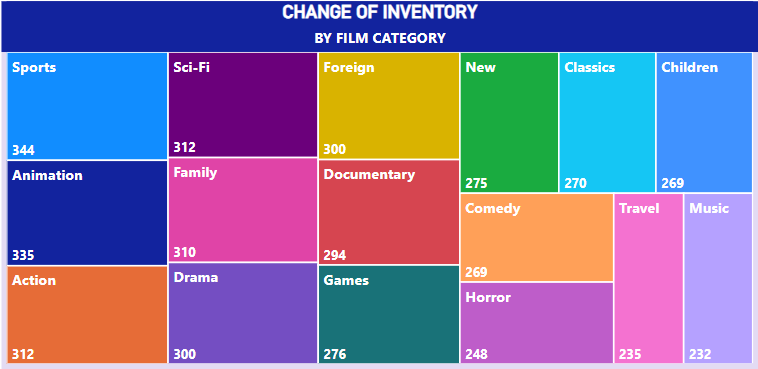 CHANGE OF INVENTORY
BY FILM CATEGORY
Sports
344
Animation
335
Action
312
Sci-Fi
312
Family
310
Drama
300
Foreign
300
Documentary
294
Games
276
New
275
Classics
270
Children
269
Comedy
269
Horror
248
Travel
235
Music
232